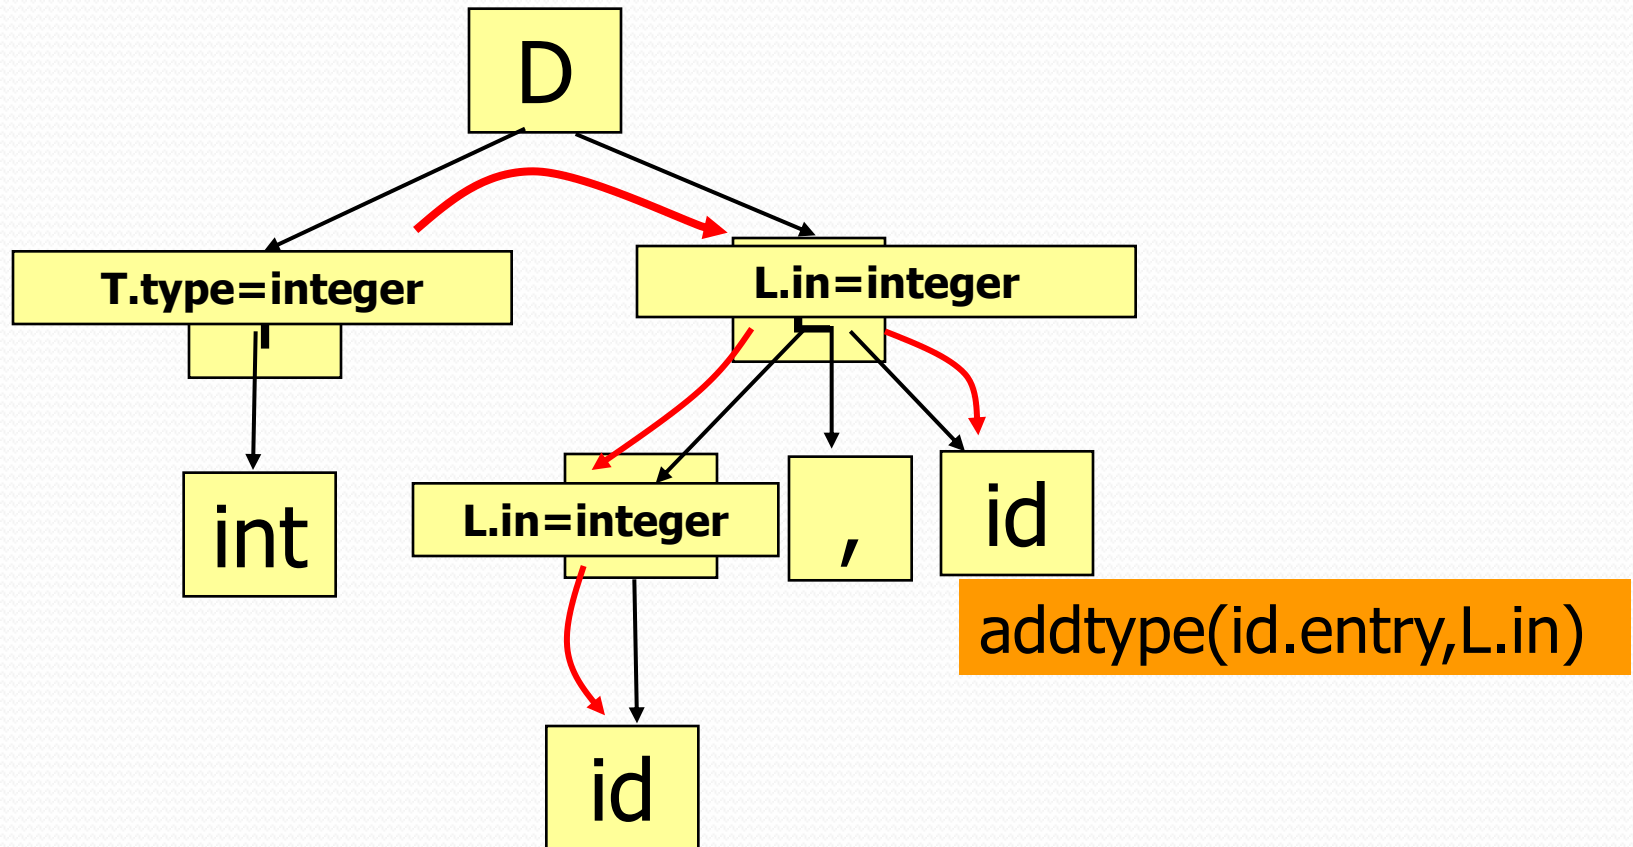 D
T.type=integer
L.in=integer
int
L.in=integer
,
id
addtype(id.entry,L.in)
id